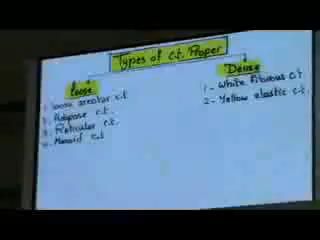 Types of c.t. Proper
Loose
1- loose areolar c.t
2- Adipose c.t.
3- Reticular c.t.
4- Mucoid c.t
Dense
1- White Fibrous c.t
2- Yellow elastic c.t.